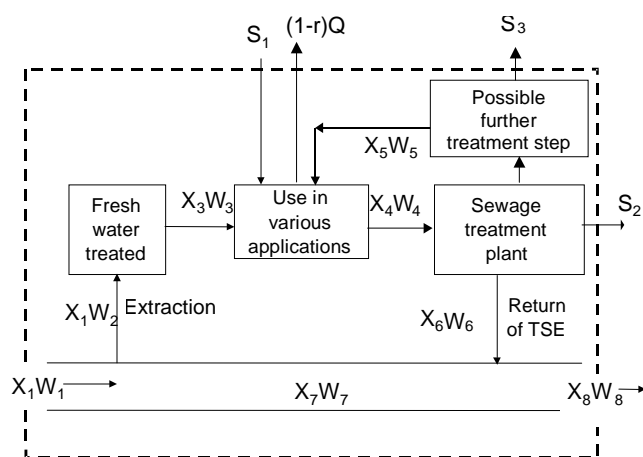 S₁
(1-r)Q
S₃
Possible
further
treatment step
X₅W₅
Fresh
water
treated
X₃W₃
Use in
various
applications
X₄W₄
Sewage
treatment
plant
S₂
X₁W₂
Extraction
X₆W₆
Return
of TSE
X₁W₁
X₇W₇
X₈W₈